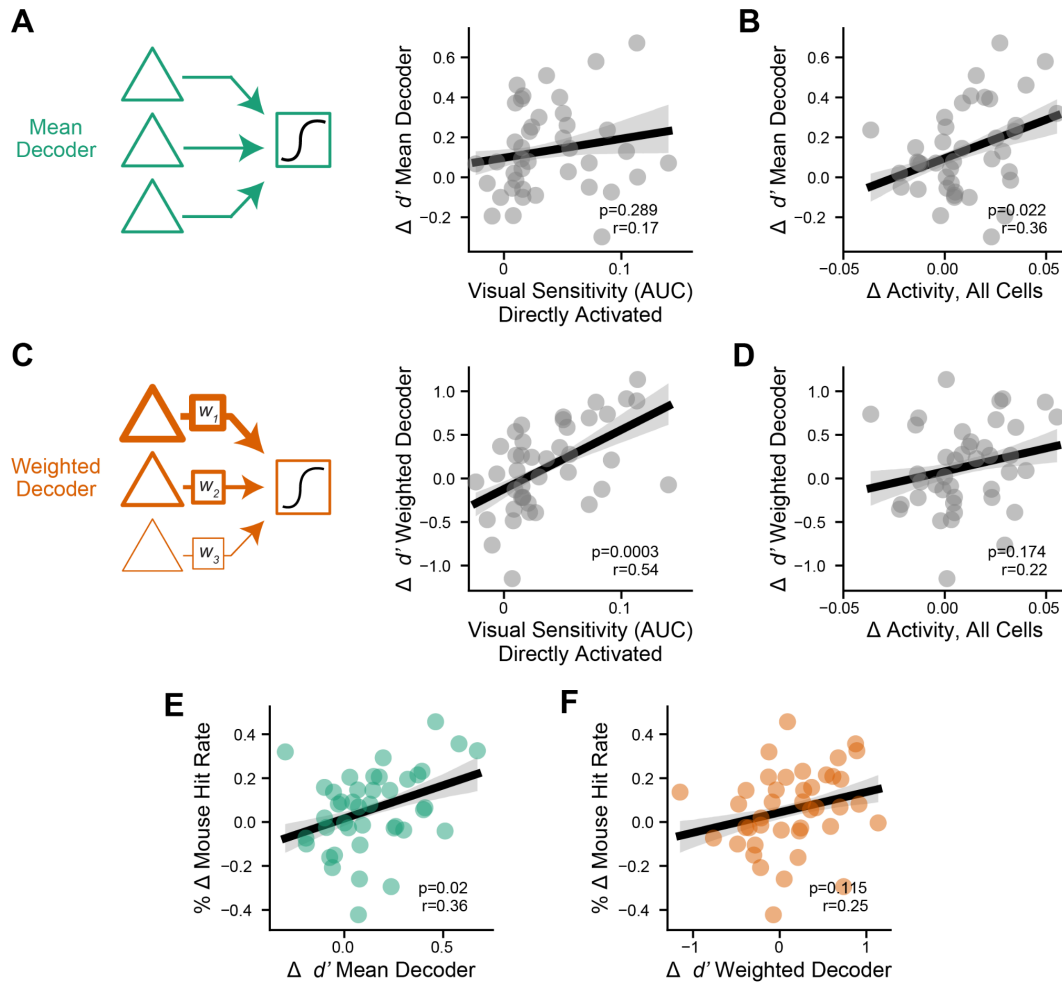 A
Mean
Decoder
Δ d’ Mean Decoder
0.6
0.4
0.2
0.0
−0.2
p=0.289
r=0.17
0
0.1
Visual Sensitivity (AUC)
Directly Activated
B
Δ d’ Mean Decoder
0.6
0.4
0.2
0.0
−0.2
p=0.022
r=0.36
−0.05
0.00
0.05
Δ Activity, All Cells
C
Weighted
Decoder
w1
w2
w3
Δ d’ Weighted Decoder
1.0
0.5
0.0
−0.5
−1.0
p=0.0003
r=0.54
0
0.1
Visual Sensitivity (AUC)
Directly Activated
D
Δ d’ Weighted Decoder
1.0
0.5
0.0
−0.5
−1.0
p=0.174
r=0.22
−0.05
0.00
0.05
Δ Activity, All Cells
E
% Δ Mouse Hit Rate
0.4
0.2
0.0
−0.2
−0.4
p=0.02
r=0.36
0.0
0.5
Δ d’ Mean Decoder
F
% Δ Mouse Hit Rate
0.4
0.2
0.0
−0.2
−0.4
p=0.115
r=0.25
−1
0
1
Δ d’ Weighted Decoder